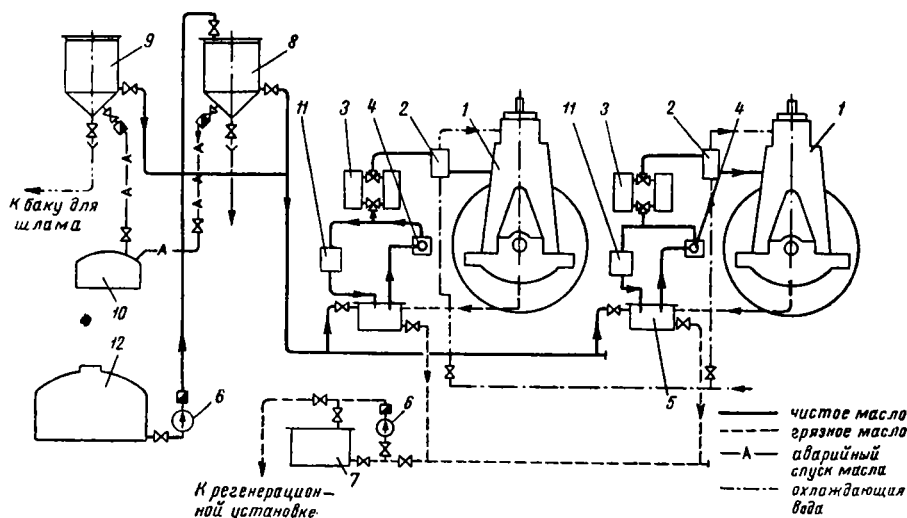 9
8
11
3
4
2
1
11
3
2
4
1
А
А
А
А
А
К баку для
шлама
10
12
6
6
7
5
К регенерацион-
ной установке
чистое масло
грязное масло
А
аварийный
спуск масла
охлаждающия
вода